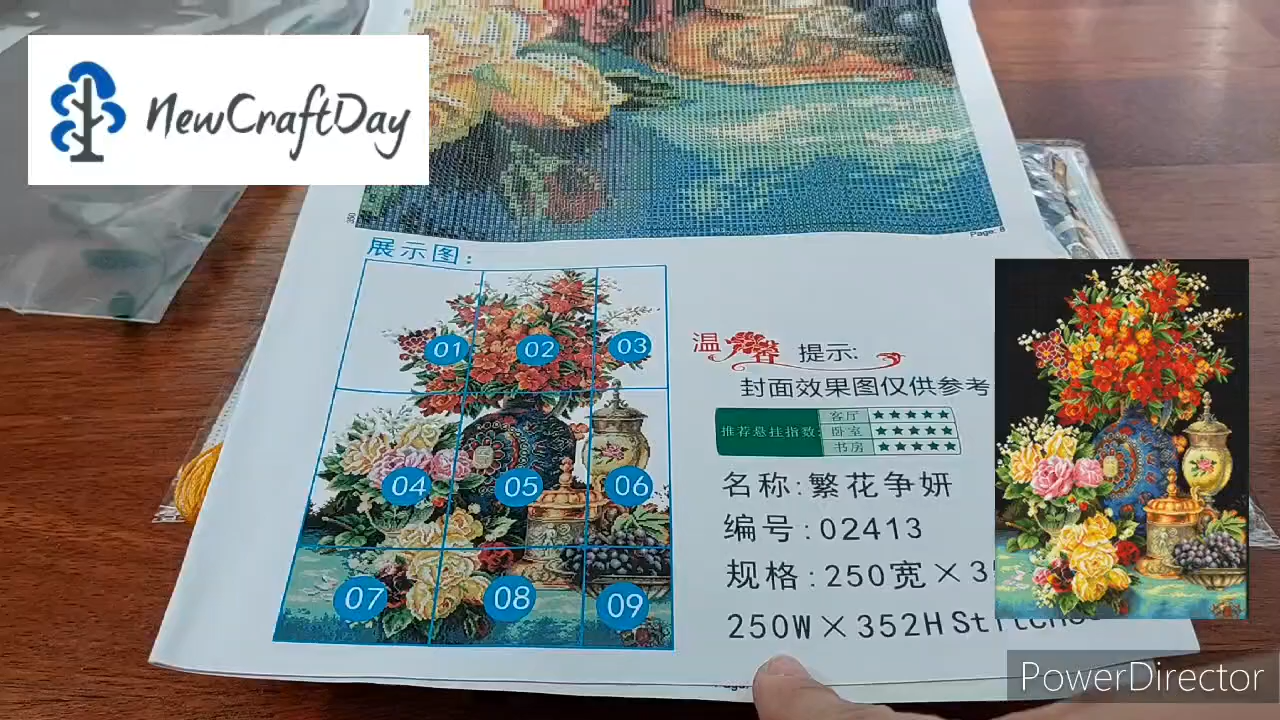 NewCraftDay
Page: 8
展示图:
01
02
03
温馨
提示:
封面效果图仅供参考
推荐悬挂指数:
客厅 ★★★★★
卧室 ★★★★★
书房 ★★★★★
04
05
06
名称:繁花争妍
编号:02413
规格:250宽×3
250W×352H Stitches
07
08
09
PowerDirector